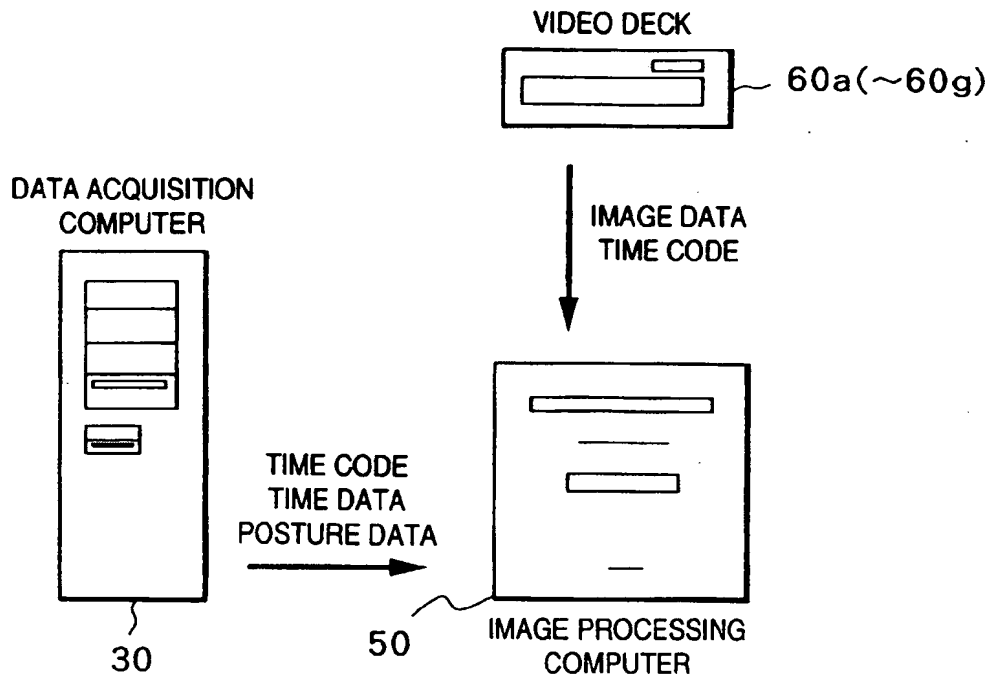 VIDEO DECK
60a(~60g)
DATA ACQUISITION
COMPUTER
IMAGE DATA
TIME CODE
TIME CODE
TIME DATA
POSTURE DATA
30
50
IMAGE PROCESSING
COMPUTER